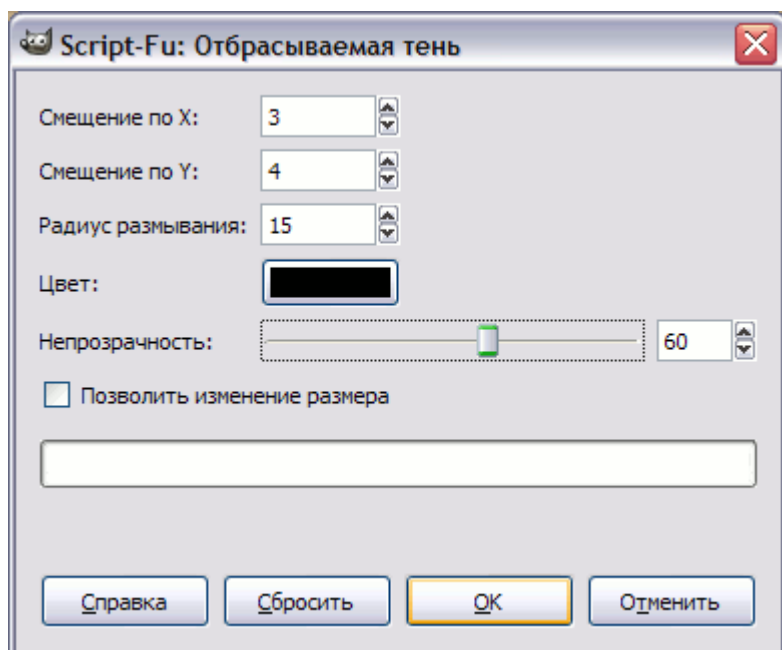 Script-Fu: Отбрасываемая тень
Смещение по X: 3
Смещение по Y: 4
Радиус размывания: 15
Цвет:
Непрозрачность: 60
Позволить изменение размера
Справка Сбросить OK Отменить